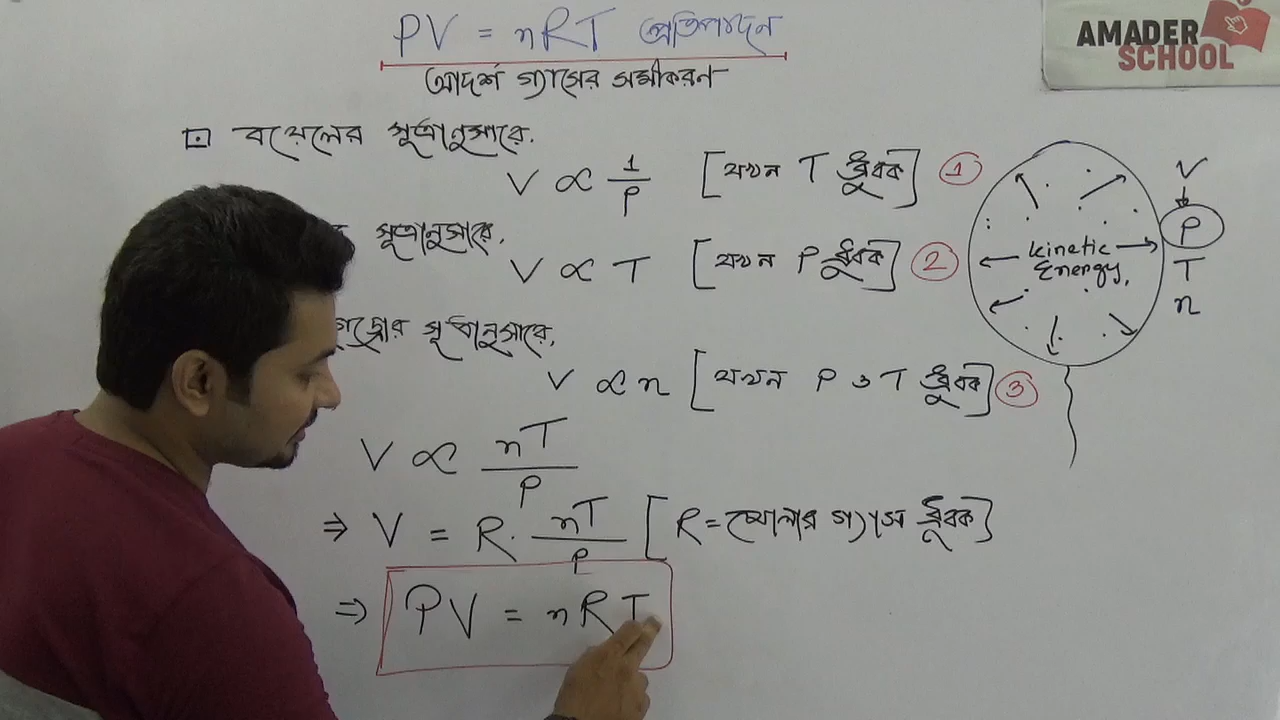 PV = nRT প্রতিপাদন
আদর্শ গ্যাসের সমীকরণ
AMADER
SCHOOL
বয়েলের সূত্রানুসারে,
V ∝ 1/P [যখন T ধ্রুবক] 1
সূত্রানুসারে,
V ∝ T [যখন P ধ্রুবক] 2
সূত্রানুসারে,
V ∝ n [যখন P ও T ধ্রুবক] 3
V ∝ nT/P
⇒ V = R. nT/P [R = মোলার গ্যাস ধ্রুবক]
⇒ PV = nRT
Kinetic
Energy,
V
↓
P
T
n